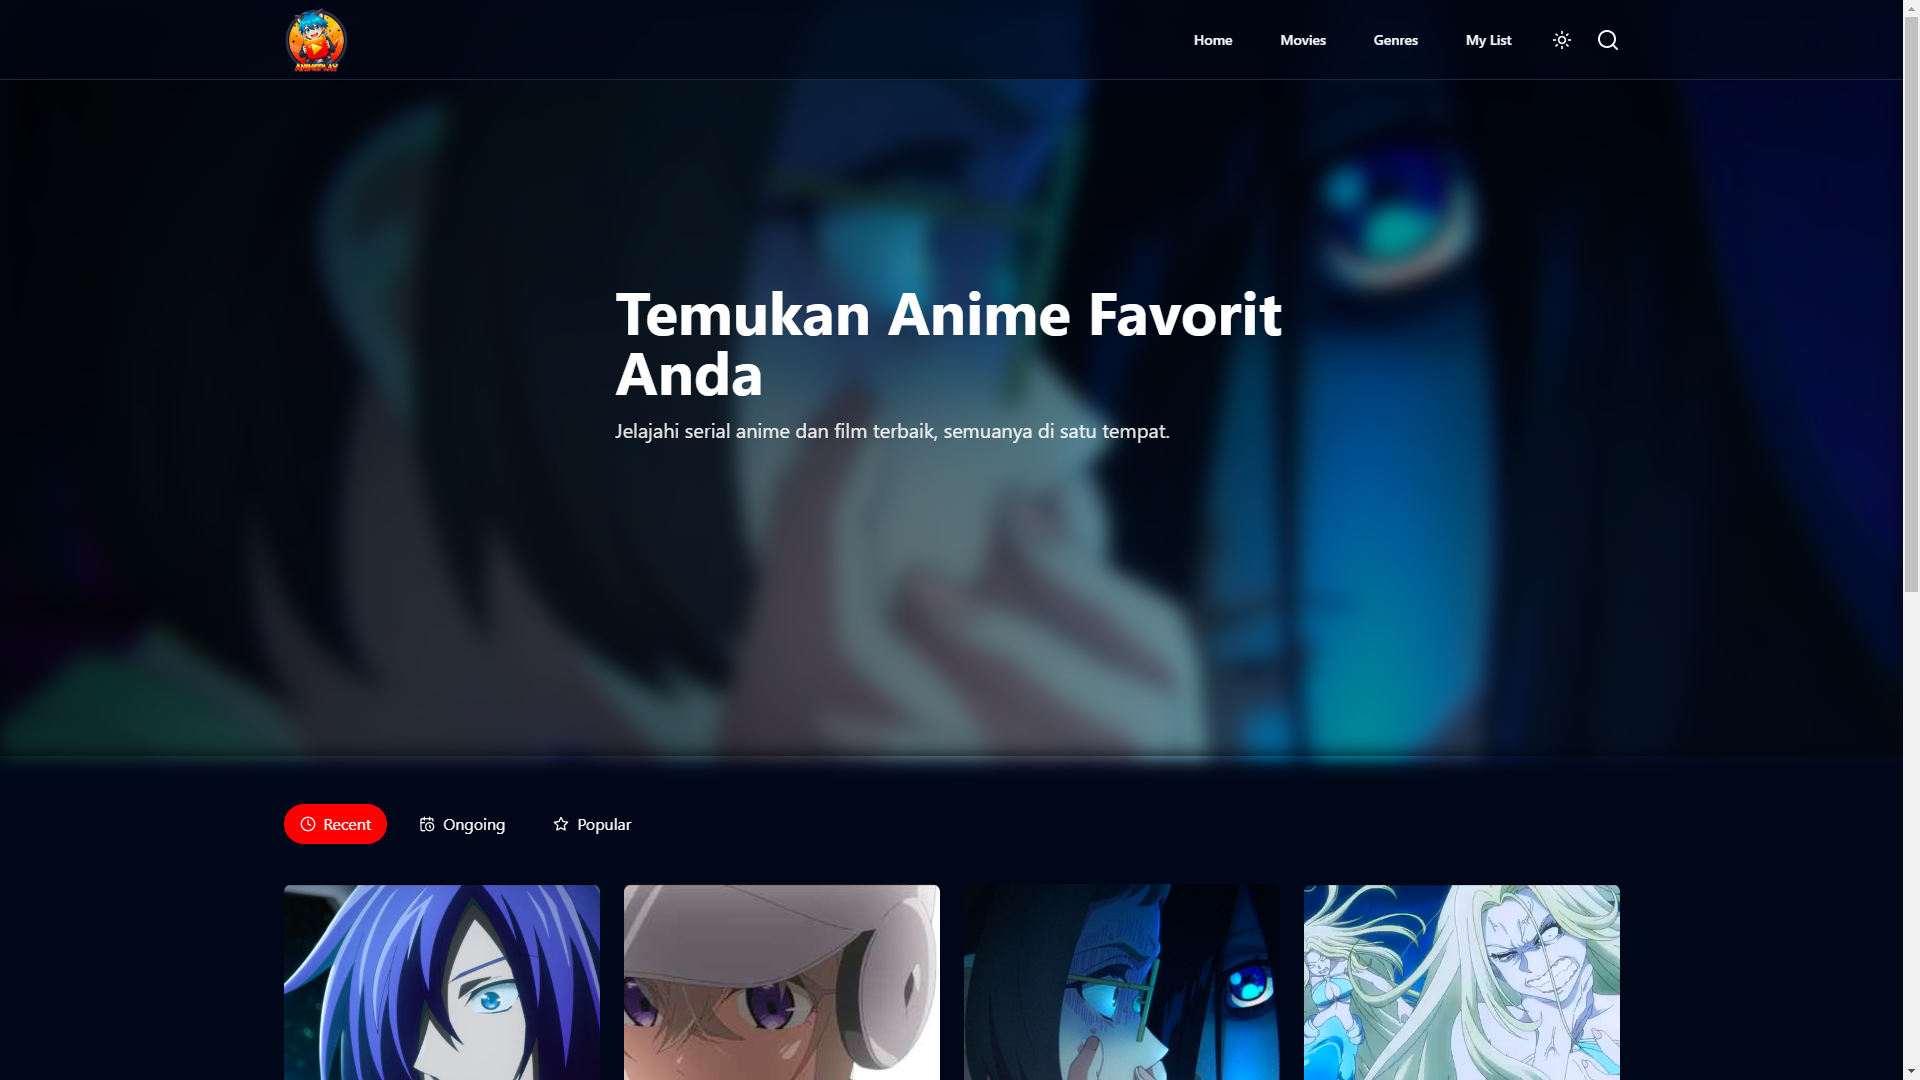 ANIMEPLAY
Home
Movies
Genres
My List
Temukan Anime Favorit
Anda
Jelajahi serial anime dan film terbaik, semuanya di satu tempat.
Recent
Ongoing
Popular